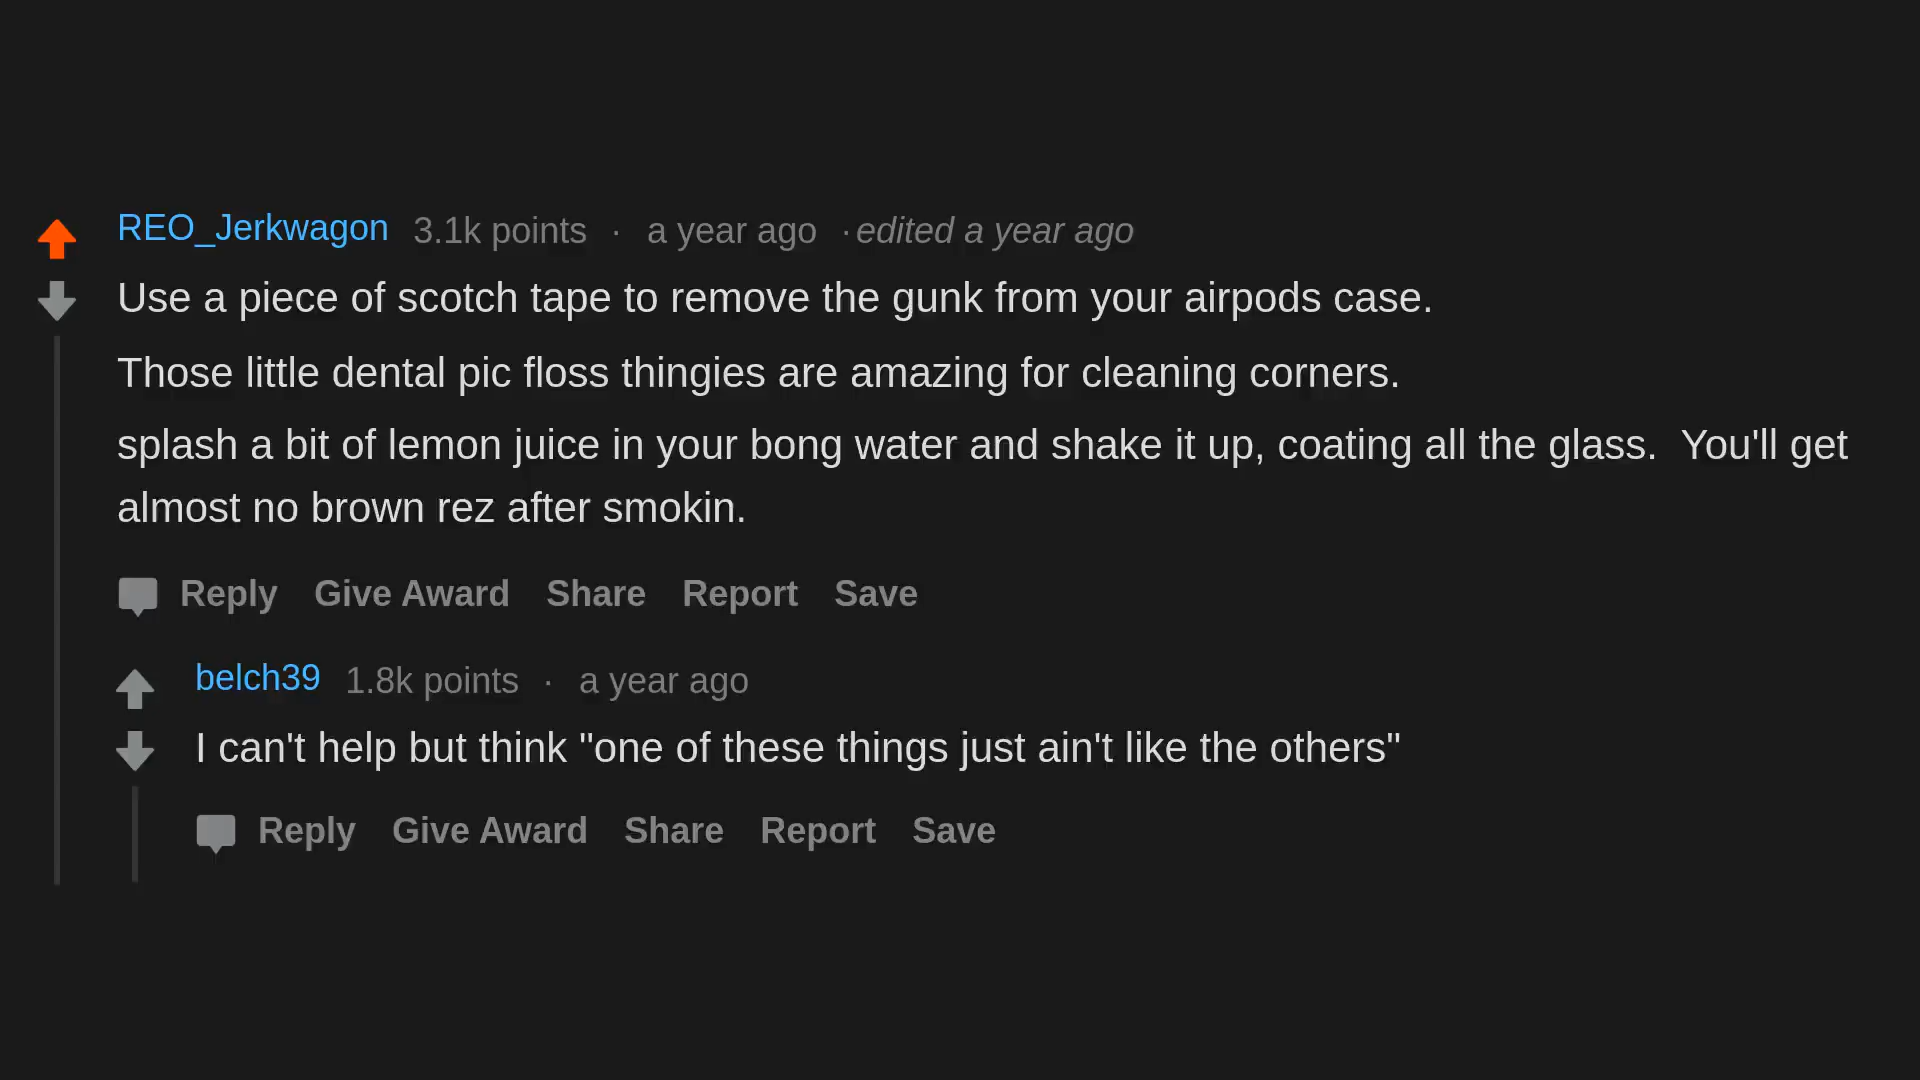 REO_Jerkwagon 3.1k points · a year ago · edited a year ago
Use a piece of scotch tape to remove the gunk from your airpods case.
Those little dental pic floss thingies are amazing for cleaning corners.
splash a bit of lemon juice in your bong water and shake it up, coating all the glass.  You'll get
almost no brown rez after smokin.
Reply Give Award Share Report Save
belch39 1.8k points · a year ago
I can't help but think "one of these things just ain't like the others"
Reply Give Award Share Report Save